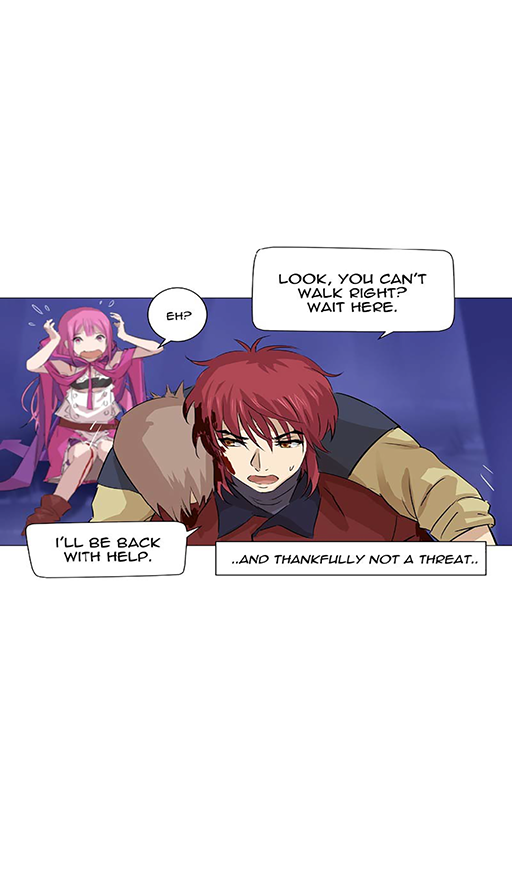 LOOK, YOU CAN'T
WALK RIGHT?
WAIT HERE.
EH?
I'LL BE BACK
WITH HELP.
..AND THANKFULLY NOT A THREAT..